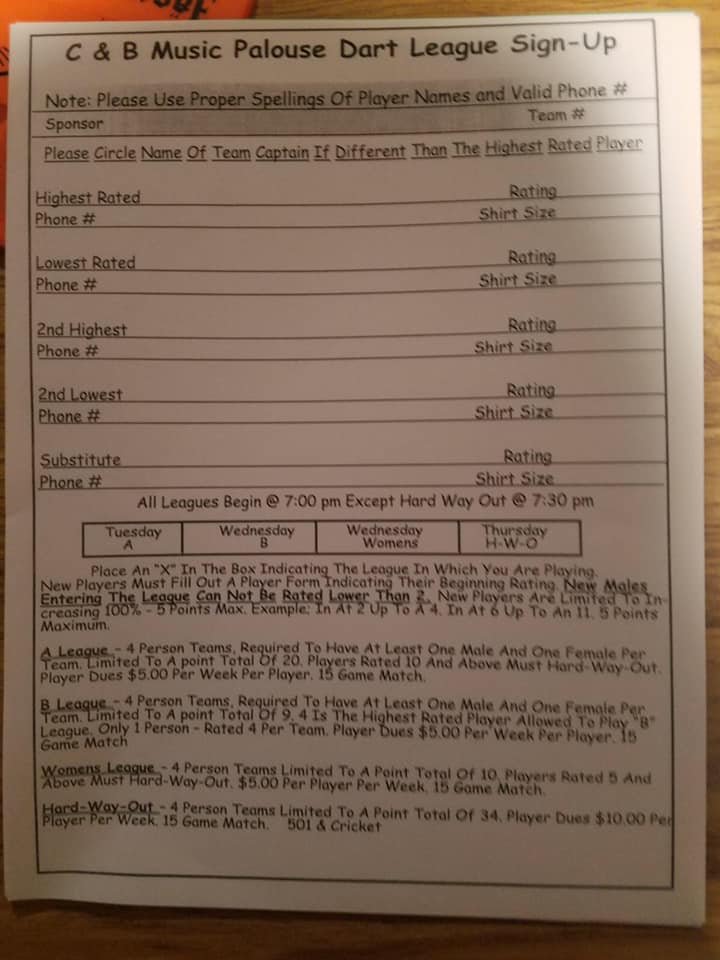 C & B Music Palouse Dart League Sign-Up
Note: Please Use Proper Spellings Of Player Names and Valid Phone #
Sponsor Team #
Please Circle Name Of Team Captain If Different Than The Highest Rated Player
Highest Rated Rating
Phone # Shirt Size
Lowest Rated Rating
Phone # Shirt Size
2nd Highest Rating
Phone # Shirt Size
2nd Lowest Rating
Phone # Shirt Size
Substitute Rating
Phone # Shirt Size
All Leagues Begin @ 7:00 pm Except Hard Way Out @ 7:30 pm
Tuesday Wednesday Wednesday Thursday
A B Womens H-W-O
Place An "X" In The Box Indicating The League In Which You Are Playing.
New Players Must Fill Out A Player Form Indicating Their Beginning Rating. New Males
Entering The League Can Not Be Rated Lower Than 2. New Players Are Limited To In-
creasing 100% - 5 Points Max. Example: In At 2 Up To A 4. In At 6 Up To An 11. 5 Points
Maximum.
A League - 4 Person Teams, Required To Have At Least One Male And One Female Per
Team. Limited To A point Total Of 20. Players Rated 10 And Above Must Hard-Way-Out.
Player Dues $5.00 Per Week Per Player. 15 Game Match.
B League - 4 Person Teams, Required To Have At Least One Male And One Female Per
Team. Limited To A point Total Of 9. 4 Is The Highest Rated Player Allowed To Play "B"
League. Only 1 Person - Rated 4 Per Team. Player Dues $5.00 Per Week Per Player. 15
Game Match
Womens League - 4 Person Teams Limited To A Point Total Of 10. Players Rated 5 And
Above Must Hard-Way-Out. $5.00 Per Player Per Week. 15 Game Match.
Hard-Way-Out - 4 Person Teams Limited To A Point Total Of 34. Player Dues $10.00 Per
Player Per Week. 15 Game Match. 501 & Cricket